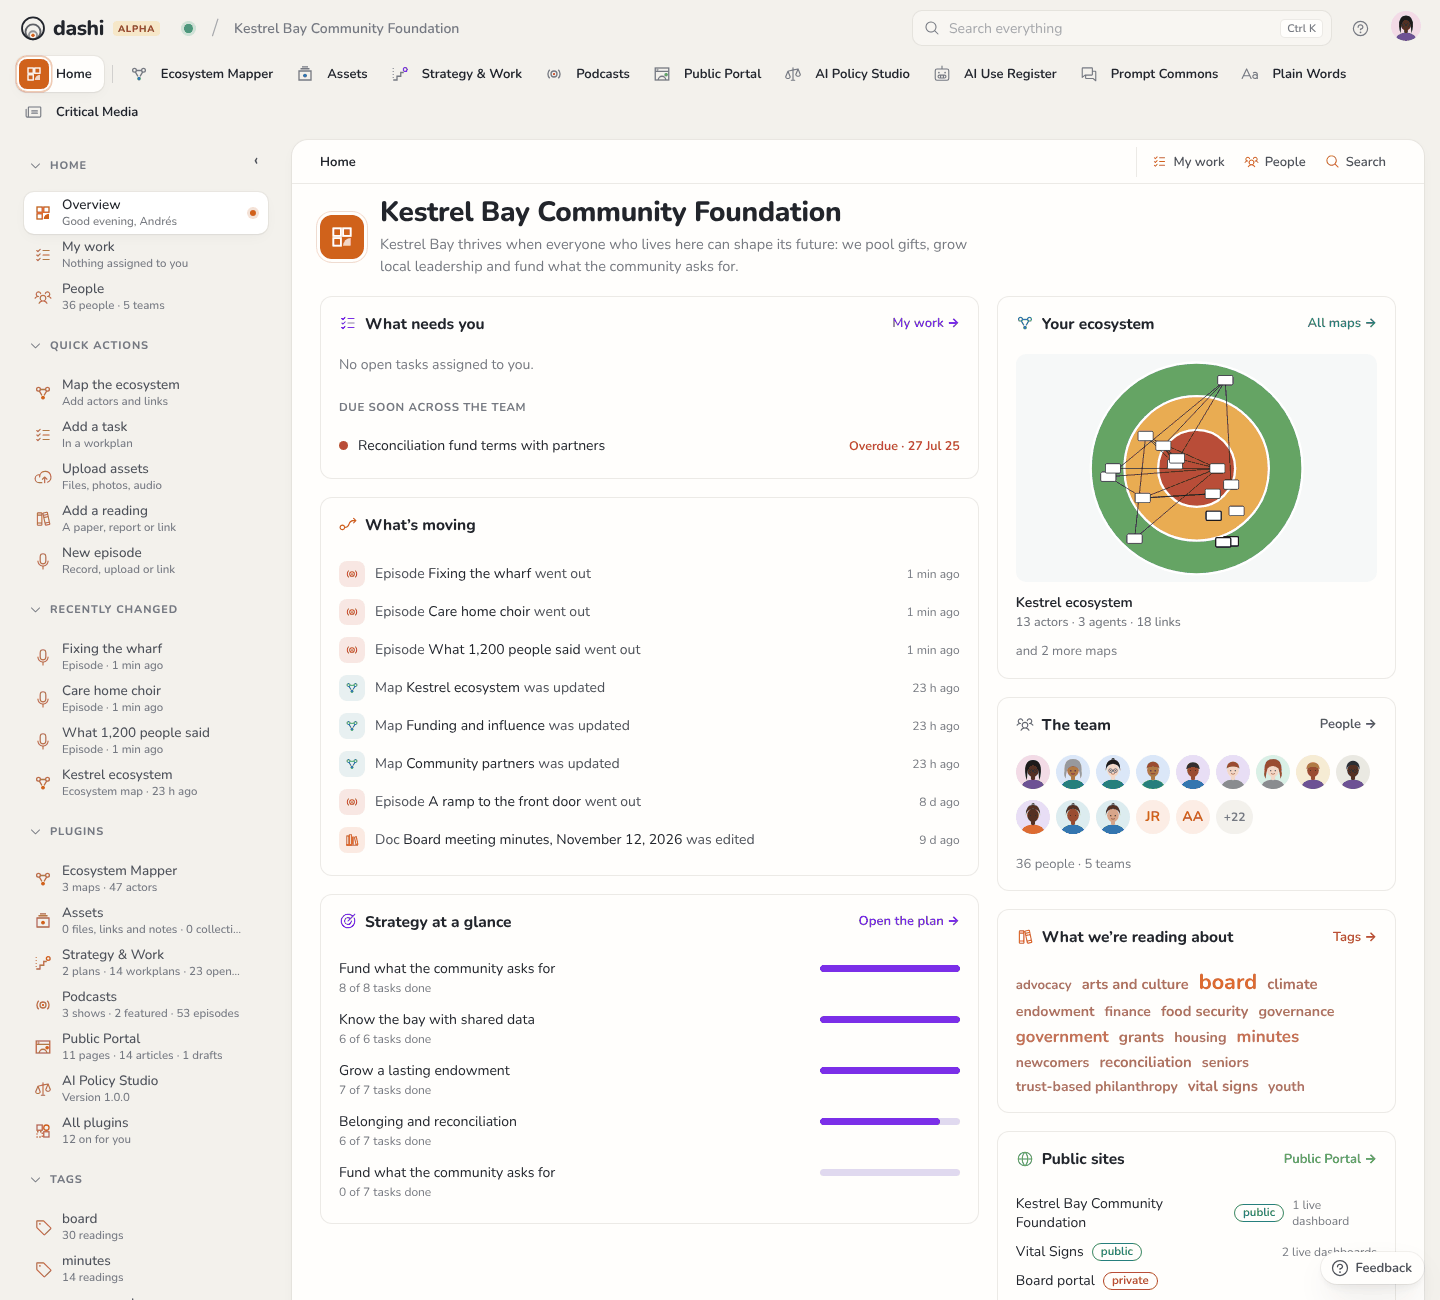 dashi ALPHA / Kestrel Bay Community Foundation
Search everything Ctrl K
Home Ecosystem Mapper Assets Strategy & Work Podcasts Public Portal AI Policy Studio AI Use Register Prompt Commons Aa Plain Words
Critical Media
HOME
Overview
Good evening, Andrés
My work
Nothing assigned to you
People
36 people · 5 teams
QUICK ACTIONS
Map the ecosystem
Add actors and links
Add a task
In a workplan
Upload assets
Files, photos, audio
Add a reading
A paper, report or link
New episode
Record, upload or link
RECENTLY CHANGED
Fixing the wharf
Episode · 1 min ago
Care home choir
Episode · 1 min ago
What 1,200 people said
Episode · 1 min ago
Kestrel ecosystem
Ecosystem map · 23 h ago
PLUGINS
Ecosystem Mapper
3 maps · 47 actors
Assets
0 files, links and notes · 0 collecti...
Strategy & Work
2 plans · 14 workplans · 23 open...
Podcasts
3 shows · 2 featured · 53 episodes
Public Portal
11 pages · 14 articles · 1 drafts
AI Policy Studio
Version 1.0.0
All plugins
12 on for you
TAGS
board
30 readings
minutes
14 readings
Home
My work People Search
Kestrel Bay Community Foundation
Kestrel Bay thrives when everyone who lives here can shape its future: we pool gifts, grow
local leadership and fund what the community asks for.
What needs you My work →
No open tasks assigned to you.
DUE SOON ACROSS THE TEAM
Reconciliation fund terms with partners Overdue · 27 Jul 25
What's moving
Episode Fixing the wharf went out 1 min ago
Episode Care home choir went out 1 min ago
Episode What 1,200 people said went out 1 min ago
Map Kestrel ecosystem was updated 23 h ago
Map Funding and influence was updated 23 h ago
Map Community partners was updated 23 h ago
Episode A ramp to the front door went out 8 d ago
Doc Board meeting minutes, November 12, 2026 was edited 9 d ago
Strategy at a glance Open the plan →
Fund what the community asks for
8 of 8 tasks done
Know the bay with shared data
6 of 6 tasks done
Grow a lasting endowment
7 of 7 tasks done
Belonging and reconciliation
6 of 7 tasks done
Fund what the community asks for
0 of 7 tasks done
Your ecosystem All maps →
Kestrel ecosystem
13 actors · 3 agents · 18 links
and 2 more maps
The team People →
JR AA +22
36 people · 5 teams
What we're reading about Tags →
advocacy arts and culture board climate
endowment finance food security governance
government grants housing minutes
newcomers reconciliation seniors
trust-based philanthropy vital signs youth
Public sites Public Portal →
Kestrel Bay Community
Foundation public 1 live
dashboard
Vital Signs public 2 live dashboards
Board portal private
Feedback